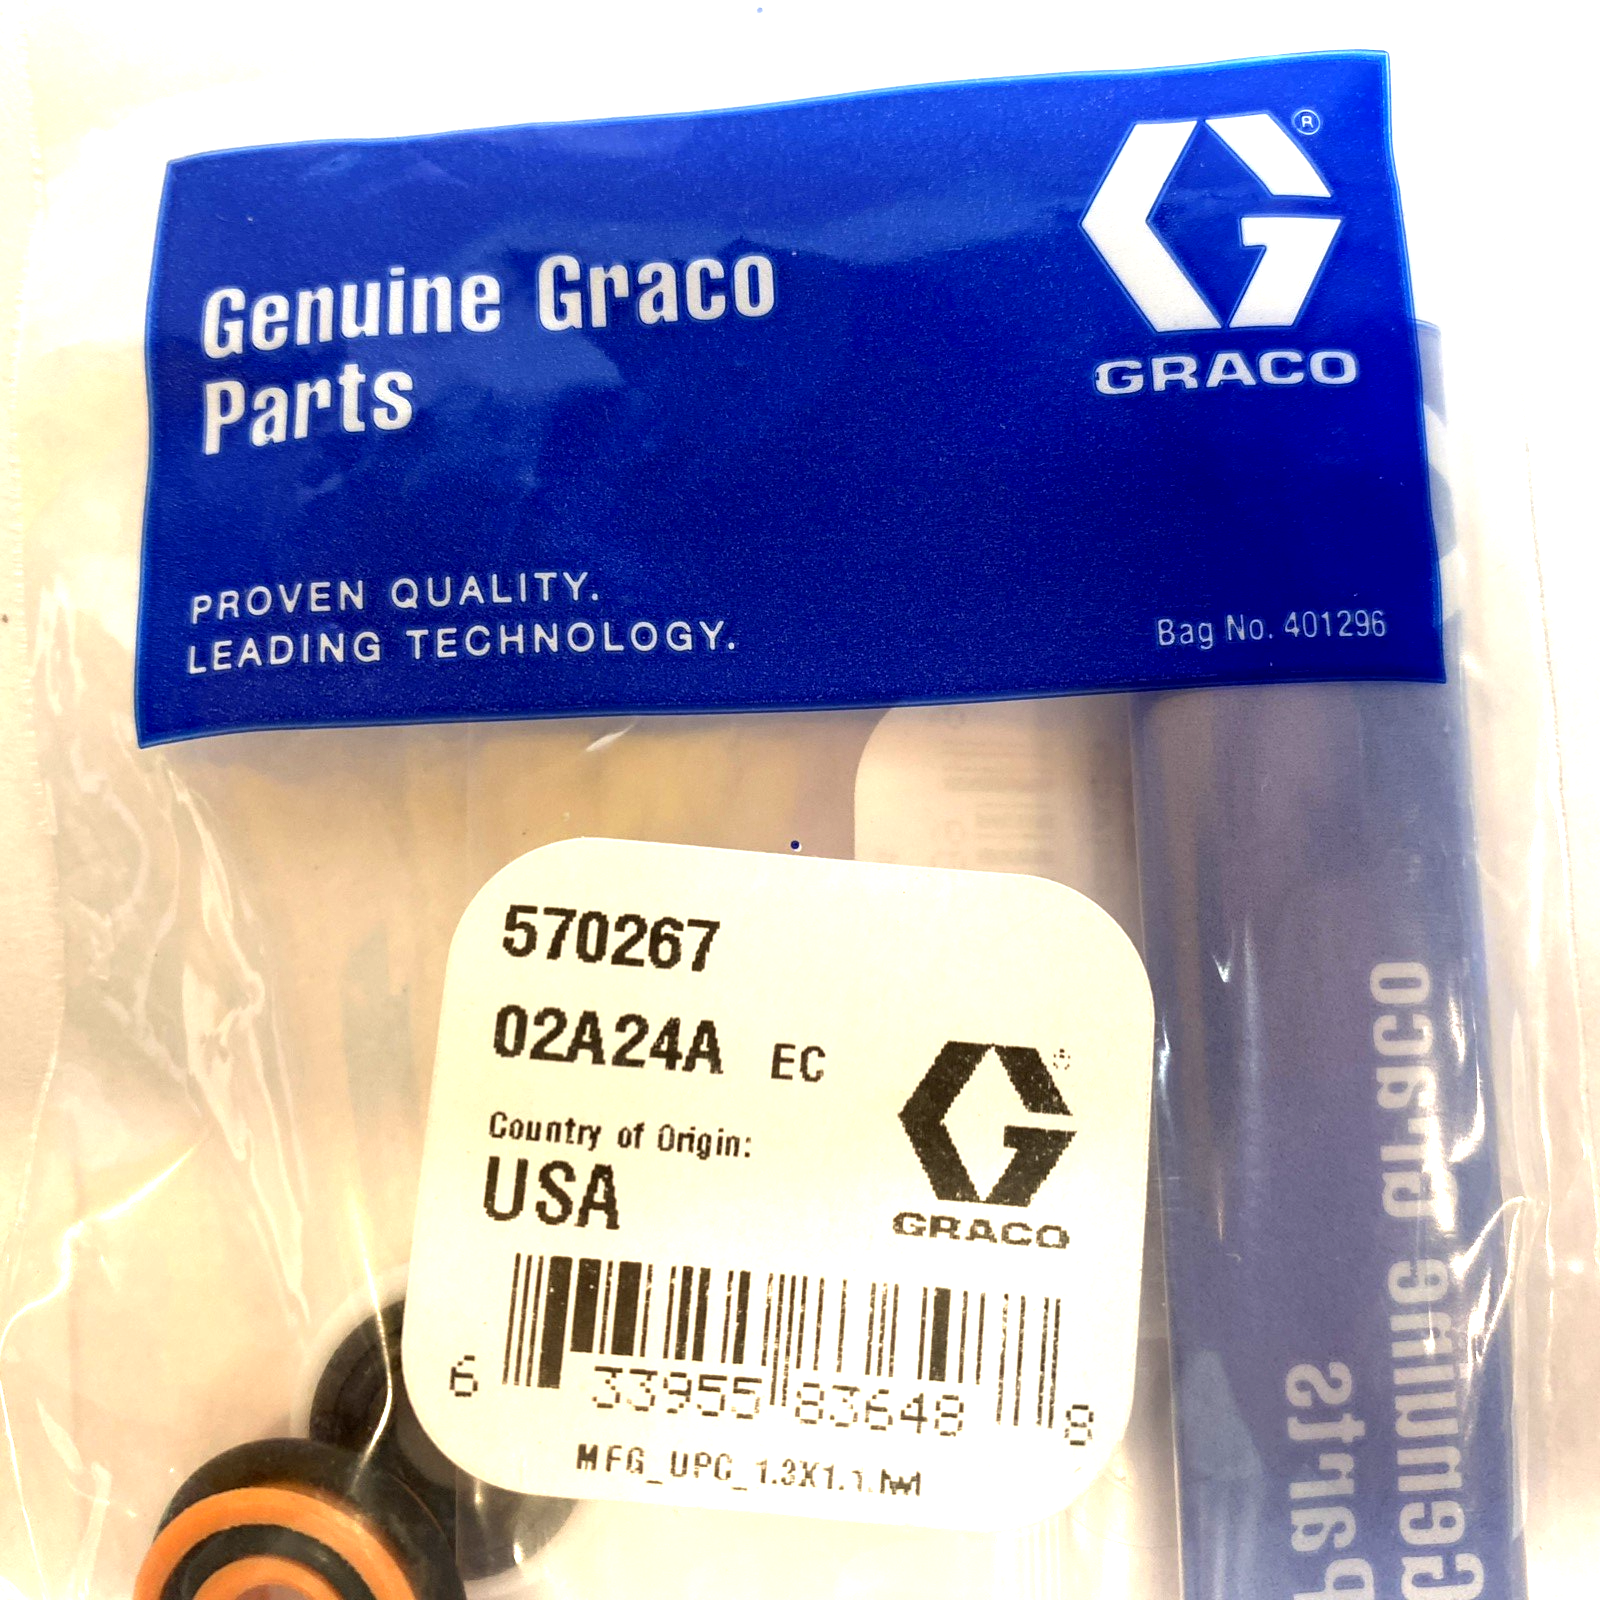 Genuine Graco
Parts
®
GRACO
PROVEN QUALITY.
LEADING TECHNOLOGY.
Bag No. 401296
570267
02A24A EC
Country of Origin:
USA
GRACO
6 33955 83648 8
Genuine Graco
Parts